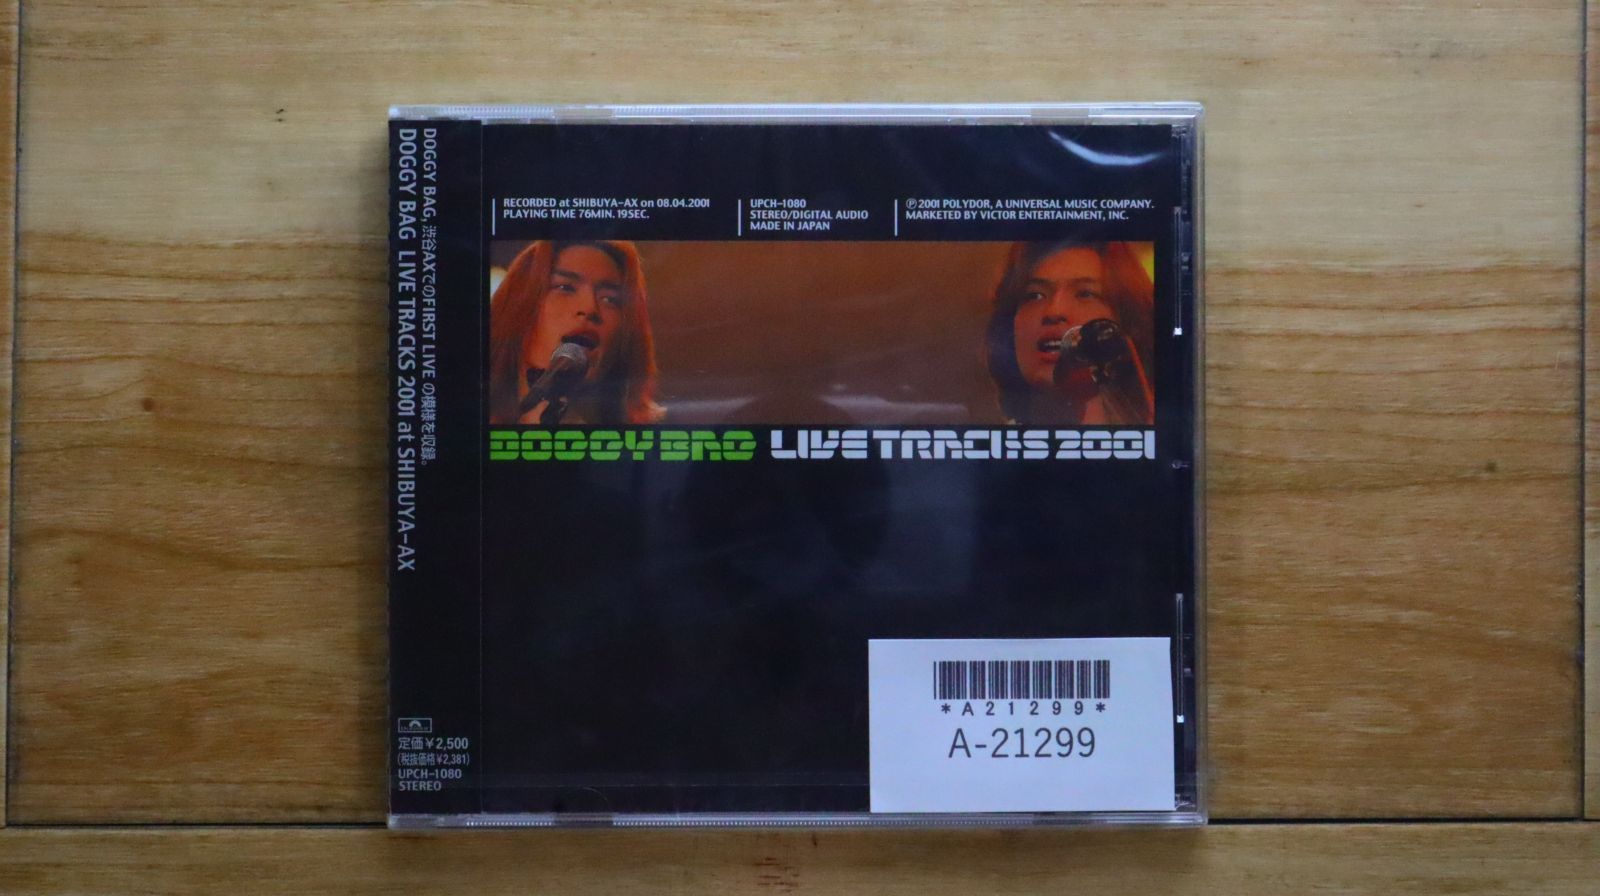 DOGGY BAG, 渋谷AXでのFIRST LIVE の模様を収録。
DOGGY BAG LIVE TRACKS 2001 at SHIBUYA-AX
定価¥2,500
(税抜価格¥2,381)
UPCH-1080
STEREO
RECORDED at SHIBUYA-AX on 08.04.2001
PLAYING TIME 76MIN. 19SEC.
UPCH-1080
STEREO/DIGITAL AUDIO
MADE IN JAPAN
℗ 2001 POLYDOR, A UNIVERSAL MUSIC COMPANY.
MARKETED BY VICTOR ENTERTAINMENT, INC.
DOGGY BAG LIVE TRACKS 2001
*A21299*
A-21299